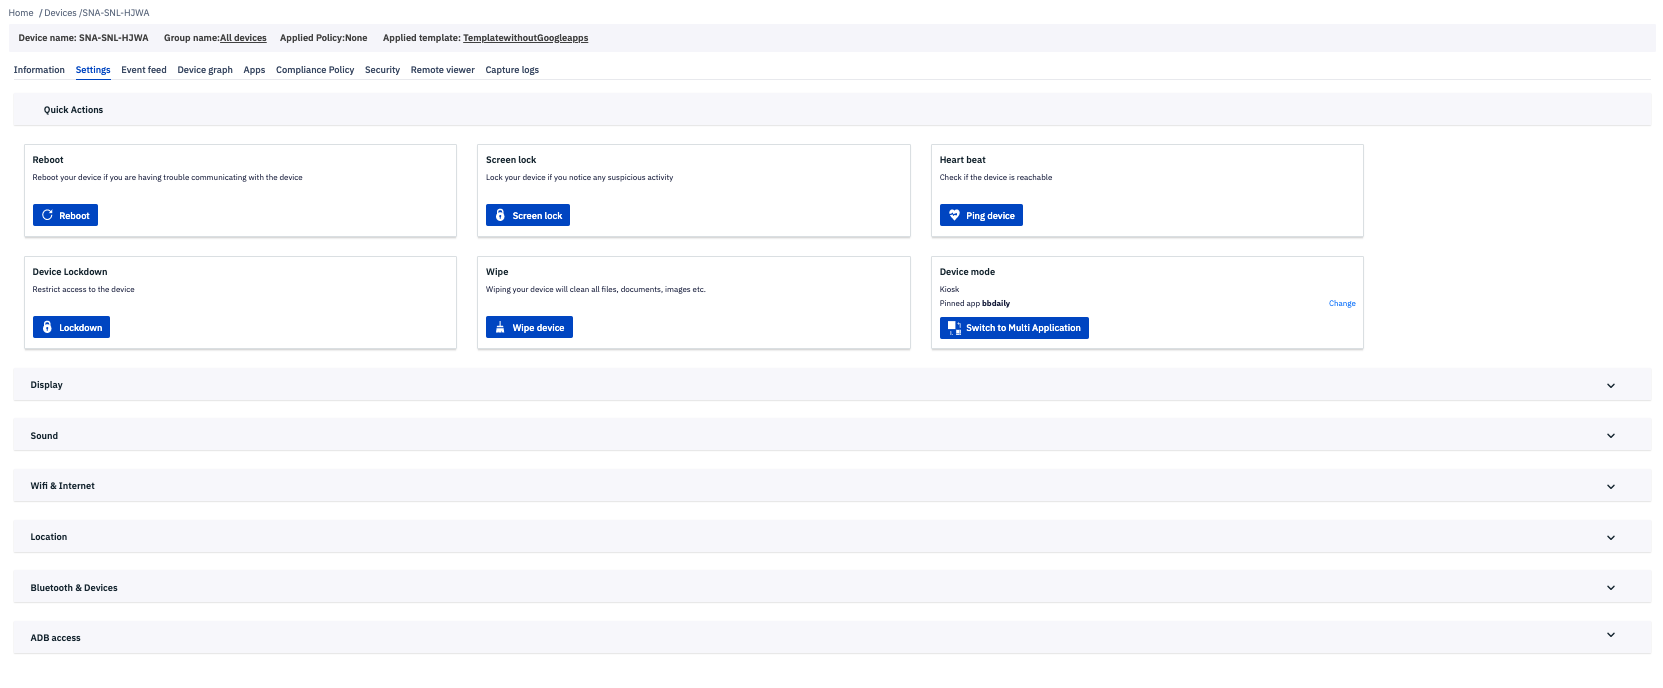 Home / Devices /SNA-SNL-HJWA
Device name: SNA-SNL-HJWA Group name:All devices Applied Policy:None Applied template: TemplatewithoutGoogleapps
Information Settings Event feed Device graph Apps Compliance Policy Security Remote viewer Capture logs
Quick Actions
Reboot
Reboot your device if you are having trouble communicating with the device
Reboot
Screen lock
Lock your device if you notice any suspicious activity
Screen lock
Heart beat
Check if the device is reachable
Ping device
Device Lockdown
Restrict access to the device
Lockdown
Wipe
Wiping your device will clean all files, documents, images etc.
Wipe device
Device mode
Kiosk
Pinned app bbdaily Change
Switch to Multi Application
Display
Sound
Wifi & Internet
Location
Bluetooth & Devices
ADB access